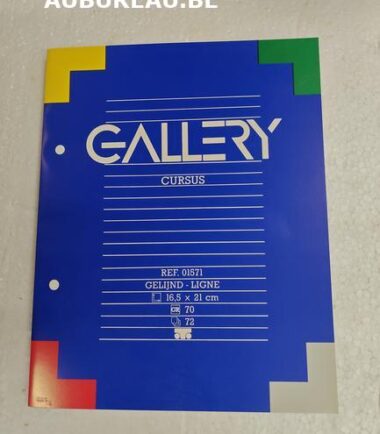 AUBUREAU.BE
GALLERY
CURSUS
REF. 01571
GELIJND - LIGNE
16,5 × 21 cm
70
72